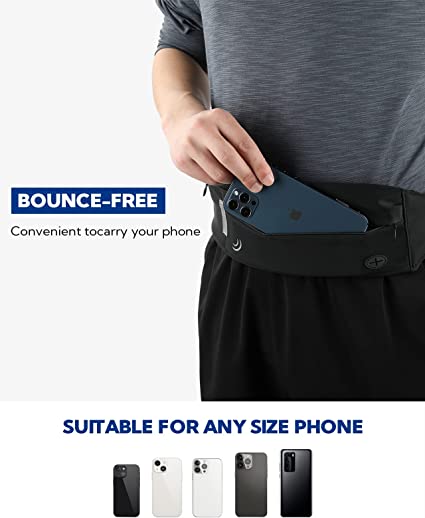 BOUNCE-FREE
Convenient tocarry your phone
SUITABLE FOR ANY SIZE PHONE